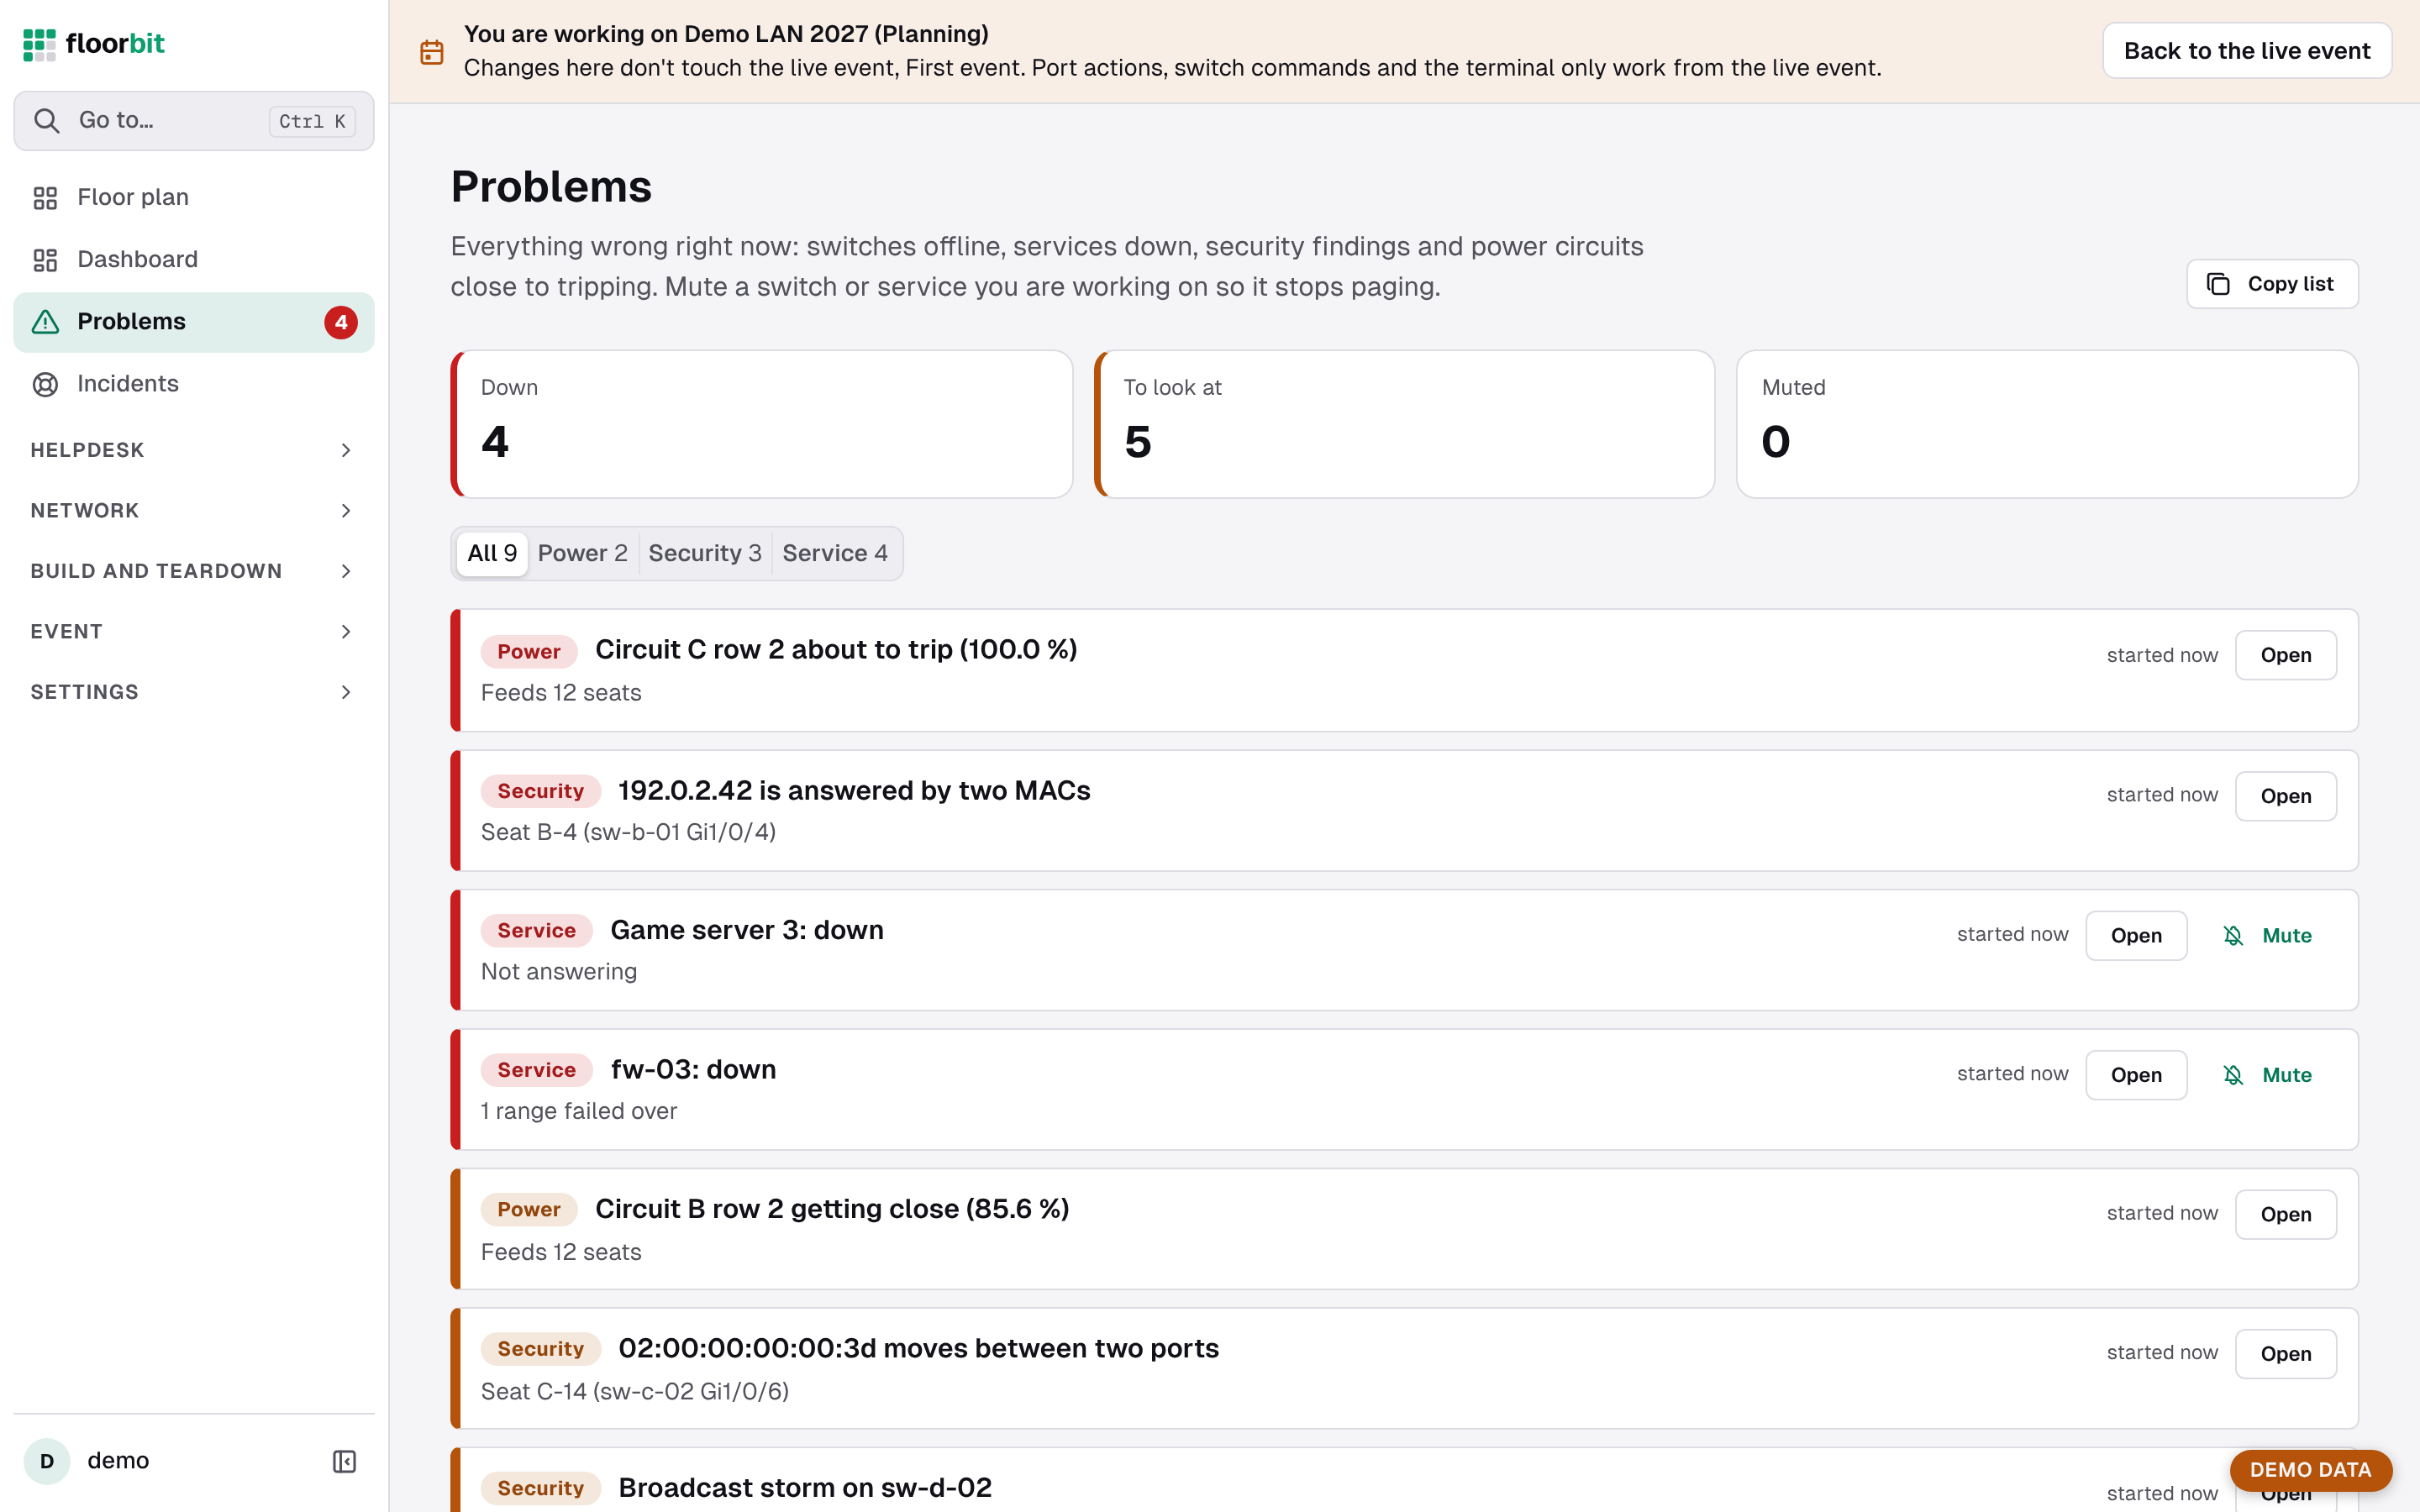 floorbit
Go to...
Ctrl K
Floor plan
Dashboard
Problems
4
Incidents
HELPDESK
NETWORK
BUILD AND TEARDOWN
EVENT
SETTINGS
D
demo
You are working on Demo LAN 2027 (Planning)
Changes here don't touch the live event, First event. Port actions, switch commands and the terminal only work from the live event.
Back to the live event
Problems
Everything wrong right now: switches offline, services down, security findings and power circuits
close to tripping. Mute a switch or service you are working on so it stops paging.
Copy list
Down
4
To look at
5
Muted
0
All 9
Power 2
Security 3
Service 4
Power
Circuit C row 2 about to trip (100.0 %)
started now
Open
Feeds 12 seats
Security
192.0.2.42 is answered by two MACs
started now
Open
Seat B-4 (sw-b-01 Gi1/0/4)
Service
Game server 3: down
started now
Open
Mute
Not answering
Service
fw-03: down
started now
Open
Mute
1 range failed over
Power
Circuit B row 2 getting close (85.6 %)
started now
Open
Feeds 12 seats
Security
02:00:00:00:00:3d moves between two ports
started now
Open
Seat C-14 (sw-c-02 Gi1/0/6)
Security
Broadcast storm on sw-d-02
started now
Open
DEMO DATA